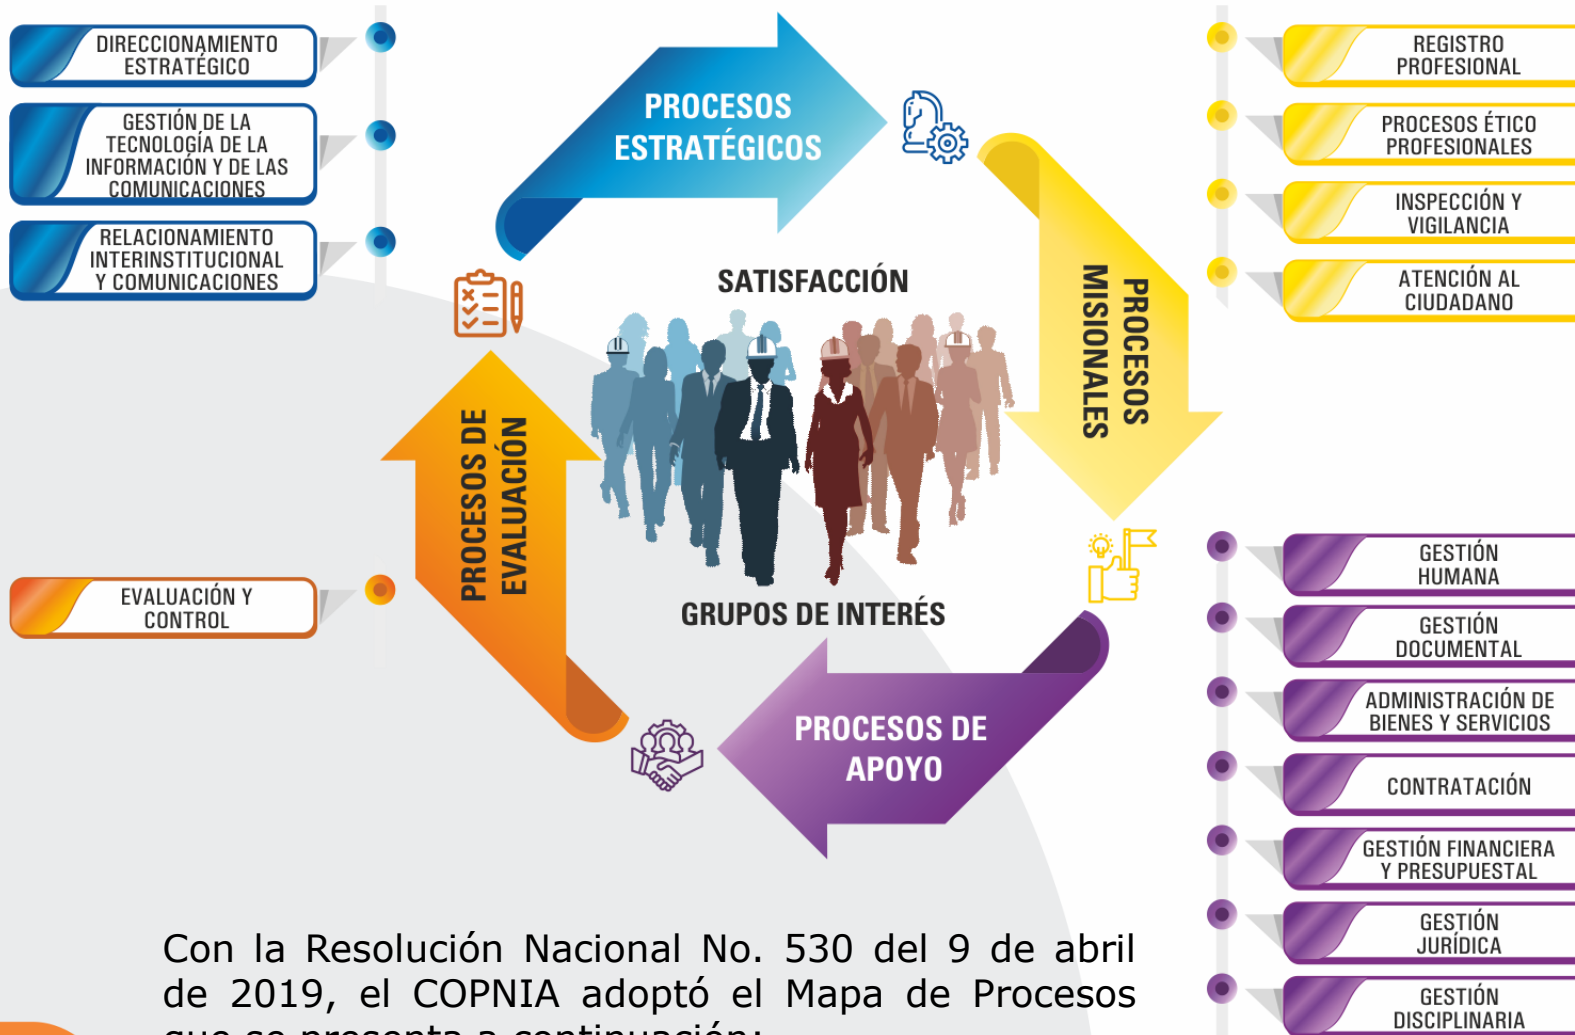 DIRECCIONAMIENTO
ESTRATÉGICO
GESTIÓN DE LA
TECNOLOGÍA DE LA
INFORMACIÓN Y DE LAS
COMUNICACIONES
RELACIONAMIENTO
INTERINSTITUCIONAL
Y COMUNICACIONES
PROCESOS
ESTRATÉGICOS
REGISTRO
PROFESIONAL
PROCESOS ÉTICO
PROFESIONALES
INSPECCIÓN Y
VIGILANCIA
ATENCIÓN AL
CIUDADANO
PROCESOS
MISIONALES
SATISFACCIÓN
GRUPOS DE INTERÉS
PROCESOS DE
EVALUACIÓN
EVALUACIÓN Y
CONTROL
PROCESOS DE
APOYO
GESTIÓN
HUMANA
GESTIÓN
DOCUMENTAL
ADMINISTRACIÓN DE
BIENES Y SERVICIOS
CONTRATACIÓN
GESTIÓN FINANCIERA
Y PRESUPUESTAL
GESTIÓN
JURÍDICA
GESTIÓN
DISCIPLINARIA
Con la Resolución Nacional No. 530 del 9 de abril
de 2019, el COPNIA adoptó el Mapa de Procesos
que se presenta a continuación: